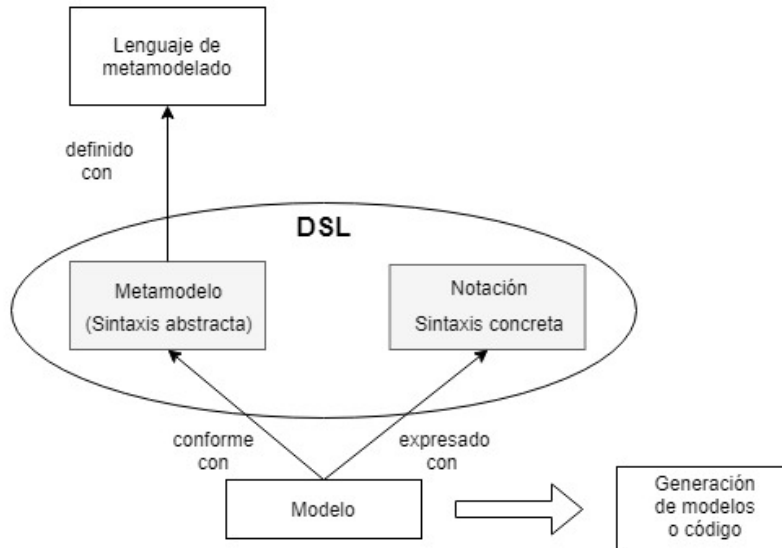 Lenguaje de
metamodelado
definido
con
DSL
Metamodelo
(Sintaxis abstracta)
Notación
Sintaxis concreta
conforme
con
expresado
con
Modelo
Generación
de modelos
o código